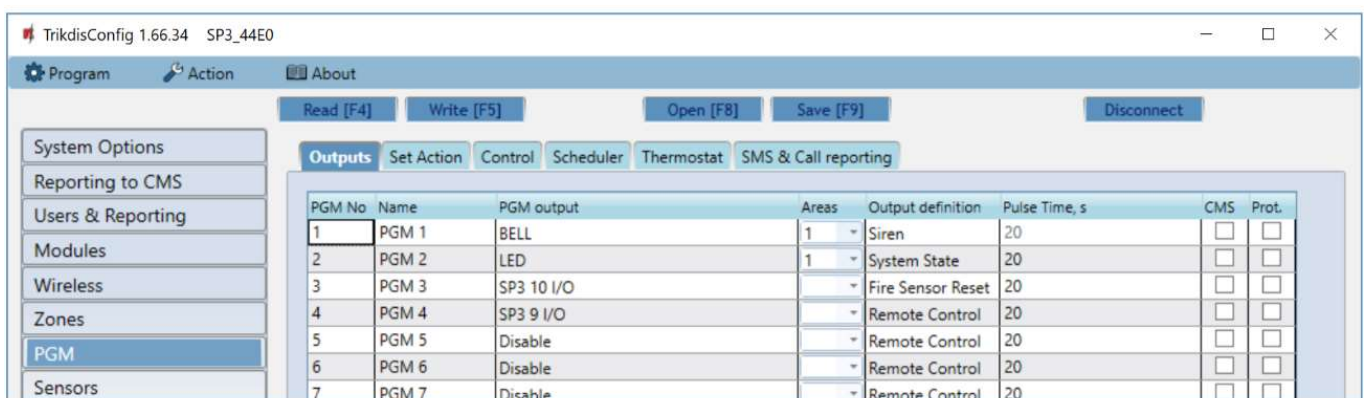 TrikdisConfig 1.66.34 SP3_44E0
Program Action About
Read [F4] Write [F5] Open [F8] Save [F9] Disconnect
System Options
Reporting to CMS
Users & Reporting
Modules
Wireless
Zones
PGM
Sensors
Outputs Set Action Control Scheduler Thermostat SMS & Call reporting
PGM No Name PGM output Areas Output definition Pulse Time, s CMS Prot.
1 PGM 1 BELL 1 Siren 20
2 PGM 2 LED 1 System State 20
3 PGM 3 SP3 10 I/O Fire Sensor Reset 20
4 PGM 4 SP3 9 I/O Remote Control 20
5 PGM 5 Disable Remote Control 20
6 PGM 6 Disable Remote Control 20
7 PGM 7 Disable Remote Control 20